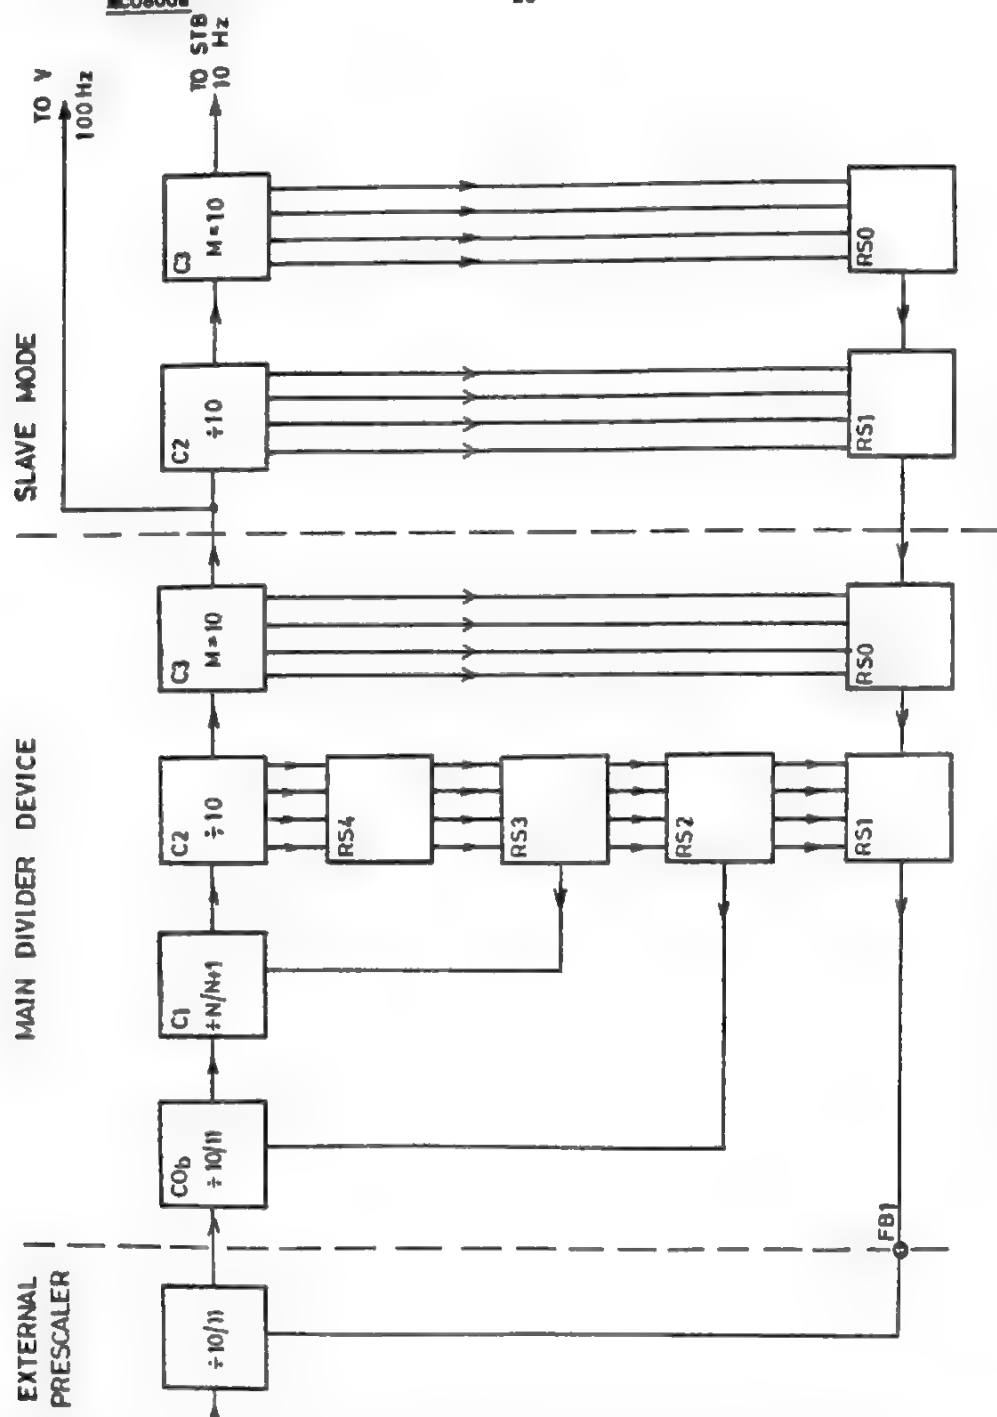 EXTERNAL
PRESCALER
MAIN DIVIDER DEVICE
SLAVE MODE
TO V
100 Hz
TO STB
10 Hz
÷10/11
C0b
÷10/11
C1
÷N/N+1
C2
÷10
C3
M=10
C2
÷10
C3
M=10
RS4
RS3
RS2
FB1
RS1
RS0
RS1
RS0